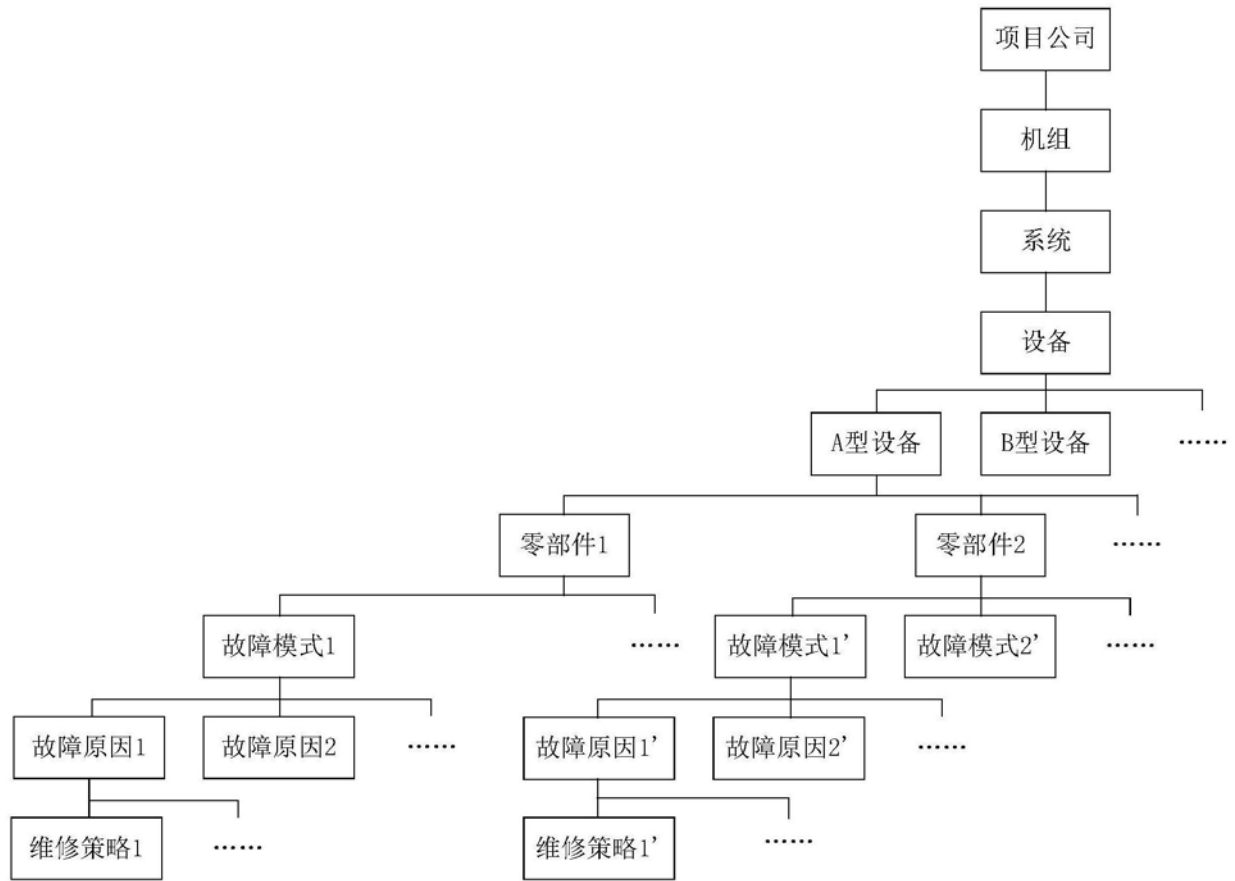 项目公司
机组
系统
设备
A型设备
B型设备
……
零部件1
零部件2
……
故障模式1
……
故障模式1’
故障模式2’
……
故障原因1
故障原因2
……
故障原因1’
故障原因2’
……
维修策略1
……
维修策略1’
……